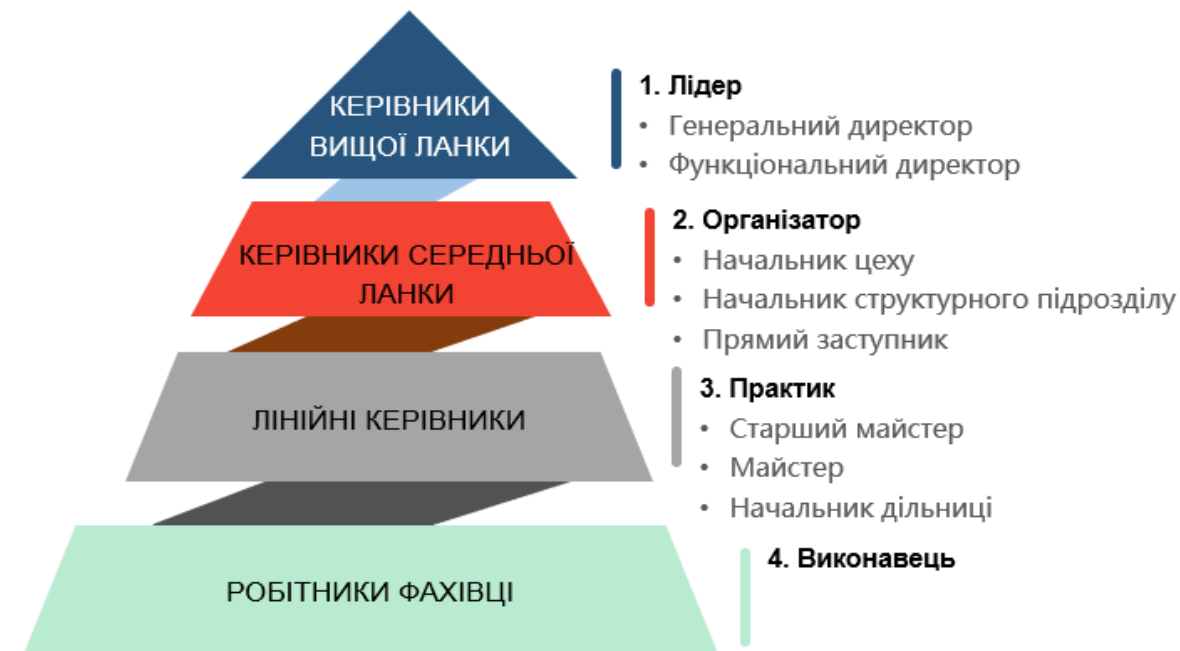 КЕРІВНИКИ
ВИЩОЇ ЛАНКИ
1. Лідер
• Генеральний директор
• Функціональний директор
КЕРІВНИКИ СЕРЕДНЬОЇ
ЛАНКИ
2. Організатор
• Начальник цеху
• Начальник структурного підрозділу
• Прямий заступник
ЛІНІЙНІ КЕРІВНИКИ
3. Практик
• Старший майстер
• Майстер
• Начальник дільниці
РОБІТНИКИ ФАХІВЦІ
4. Виконавець